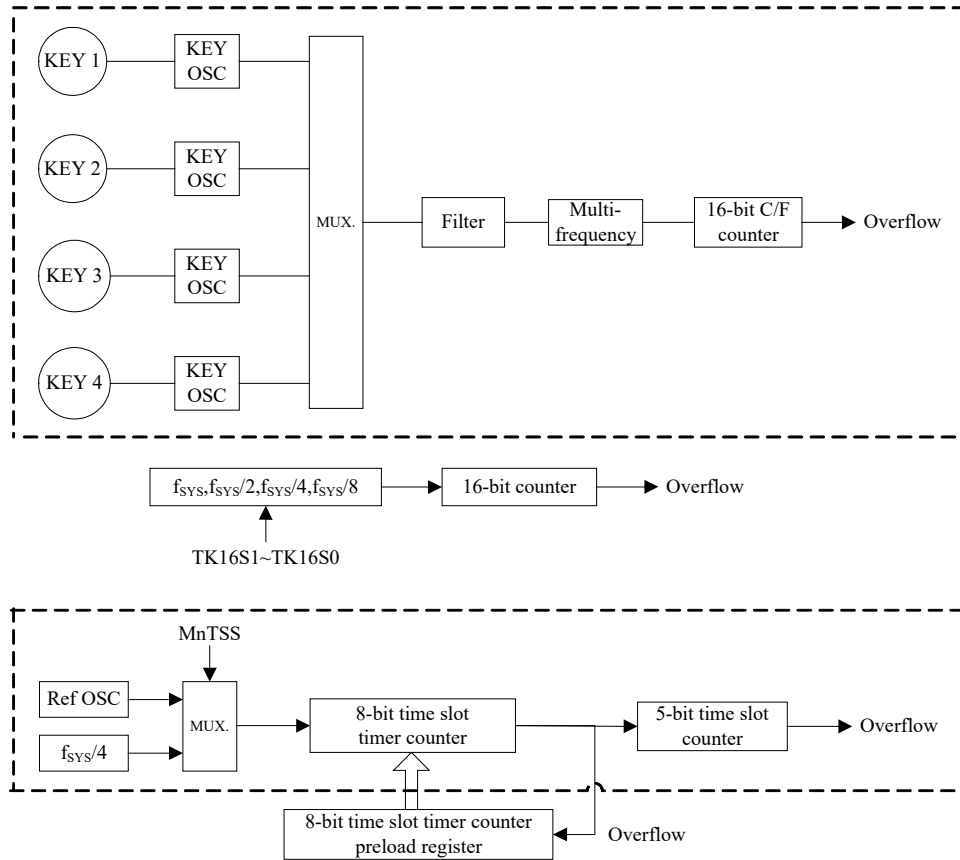 KEY 1
KEY
OSC
KEY 2
KEY
OSC
KEY 3
KEY
OSC
KEY 4
KEY
OSC
MUX.
Filter
Multi-
frequency
16-bit C/F
counter
Overflow
fSYS,fSYS/2,fSYS/4,fSYS/8
16-bit counter
Overflow
TK16S1~TK16S0
MnTSS
Ref OSC
fSYS/4
MUX.
8-bit time slot
timer counter
5-bit time slot
counter
Overflow
8-bit time slot timer counter
preload register
Overflow